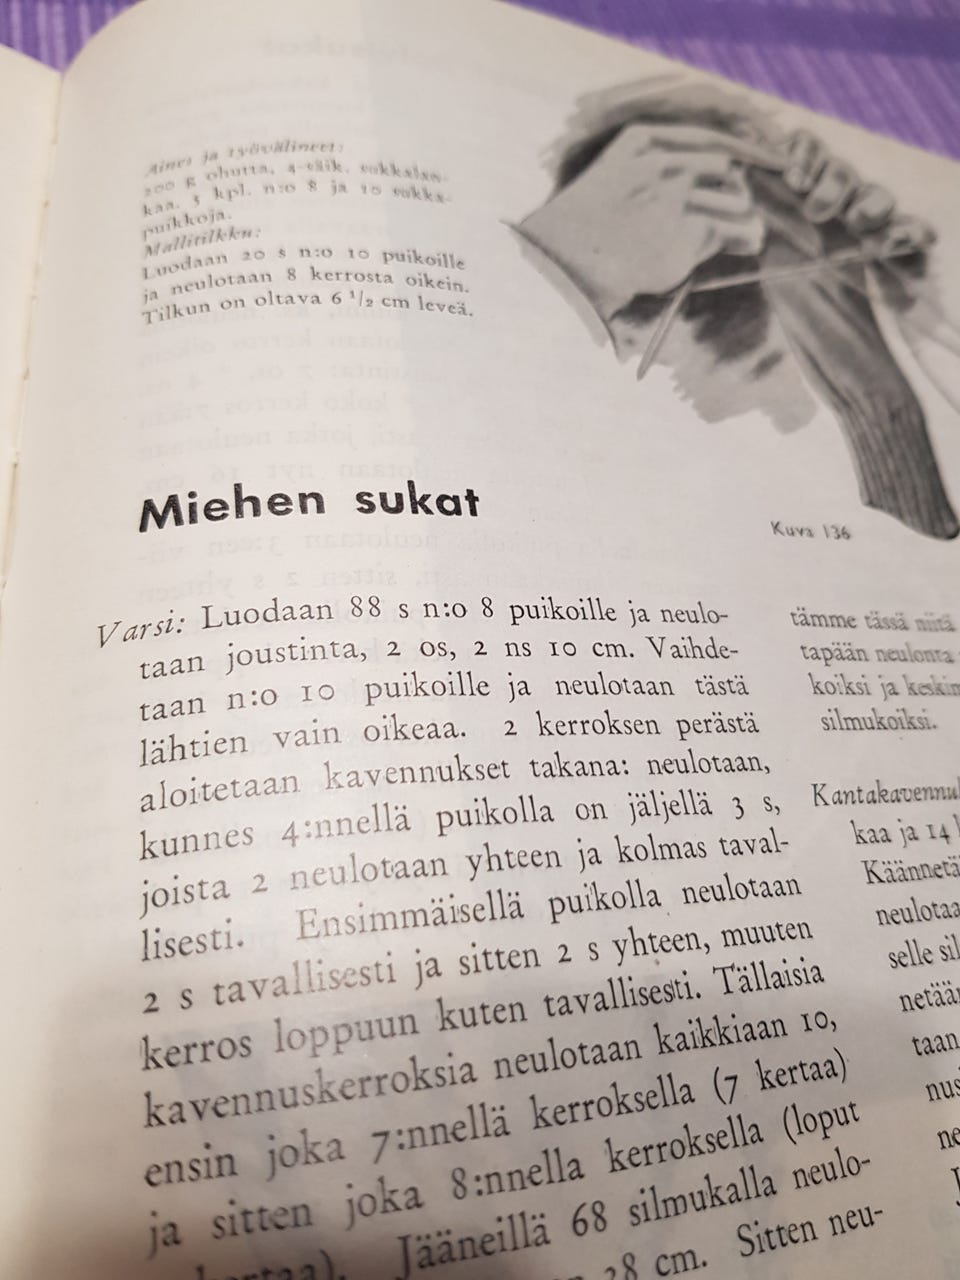 Aines ja työvälineet:
200 g ohutta, 4-säik. sukkalan-
kaa. 5 kpl. n:o 8 ja 10 sukka-
puikkoja.
Mallitilkku:
Luodaan 20 s n:o 10 puikoille
ja neulotaan 8 kerrosta oikein.
Tilkun on oltava 6 1/2 cm leveä.
Kuva 136
Miehen sukat
Varsi: Luodaan 88 s n:o 8 puikoille ja neulo-
taan joustinta, 2 os, 2 ns 10 cm. Vaihde-
taan n:o 10 puikoille ja neulotaan tästä
lähtien vain oikeaa. 2 kerroksen perästä
aloitetaan kavennukset takana: neulotaan,
kunnes 4:nnellä puikolla on jäljellä 3 s,
joista 2 neulotaan yhteen ja kolmas taval-
lisesti. Ensimmäisellä puikolla neulotaan
2 s tavallisesti ja sitten 2 s yhteen, muuten
kerros loppuun kuten tavallisesti. Tällaisia
kavennuskerroksia neulotaan kaikkiaan 10,
ensin joka 7:nnellä kerroksella (7 kertaa)
ja sitten joka 8:nnella kerroksella (loput
kertaa). Jääneillä 68 silmukalla neulo-
28 cm. Sitten neu-
tämme tässä niitä
tapään neulonta
koiksi ja keskim
silmukoiksi.
Kantakavennu
kaa ja 14
Käännetä
neulotaa
selle sil
netään
taan
nus
ne